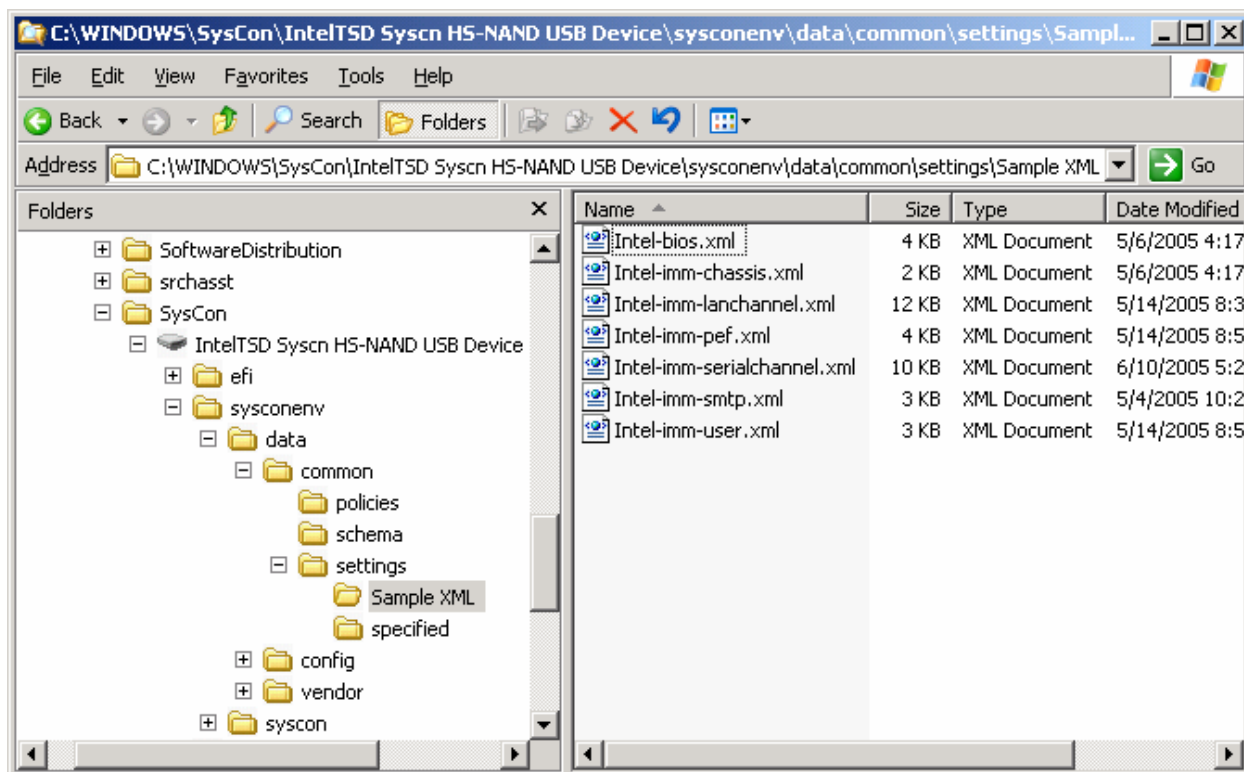 C:\WINDOWS\SysCon\IntelTSD Syscn HS-NAND USB Device\sysconenv\data\common\settings\Sampl...
File Edit View Favorites Tools Help
Back Search Folders
Address C:\WINDOWS\SysCon\IntelTSD Syscn HS-NAND USB Device\sysconenv\data\common\settings\Sample XML Go
Folders
SoftwareDistribution
srchasst
SysCon
IntelTSD Syscn HS-NAND USB Device
efi
sysconenv
data
common
policies
schema
settings
Sample XML
specified
config
vendor
syscon
Name Size Type Date Modified
Intel-bios.xml 4 KB XML Document 5/6/2005 4:17
Intel-imm-chassis.xml 2 KB XML Document 5/6/2005 4:17
Intel-imm-lanchannel.xml 12 KB XML Document 5/14/2005 8:3
Intel-imm-pef.xml 4 KB XML Document 5/14/2005 8:5
Intel-imm-serialchannel.xml 10 KB XML Document 6/10/2005 5:2
Intel-imm-smtp.xml 3 KB XML Document 5/4/2005 10:2
Intel-imm-user.xml 3 KB XML Document 5/14/2005 8:5